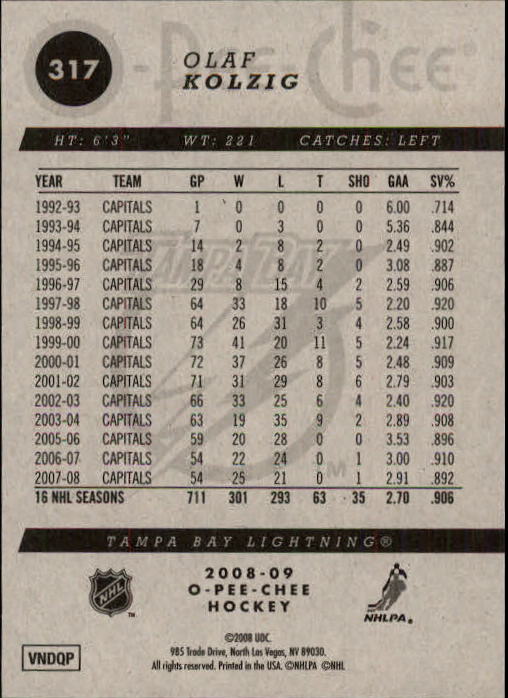 O-Pee-Chee
317
OLAF
KOLZIG
HT: 6'3" WT: 221 CATCHES: LEFT
YEAR TEAM GP W L T SHO GAA SV%
1992-93 CAPITALS 1 0 0 0 0 6.00 .714
1993-94 CAPITALS 7 0 3 0 0 5.36 .844
1994-95 CAPITALS 14 2 8 2 0 2.49 .902
1995-96 CAPITALS 18 4 8 2 0 3.08 .887
1996-97 CAPITALS 29 8 15 4 2 2.59 .906
1997-98 CAPITALS 64 33 18 10 5 2.20 .920
1998-99 CAPITALS 64 26 31 3 4 2.58 .900
1999-00 CAPITALS 73 41 20 11 5 2.24 .917
2000-01 CAPITALS 72 37 26 8 5 2.48 .909
2001-02 CAPITALS 71 31 29 8 6 2.79 .903
2002-03 CAPITALS 66 33 25 6 4 2.40 .920
2003-04 CAPITALS 63 19 35 9 2 2.89 .908
2005-06 CAPITALS 59 20 28 0 0 3.53 .896
2006-07 CAPITALS 54 22 24 0 1 3.00 .910
2007-08 CAPITALS 54 25 21 0 1 2.91 .892
16 NHL SEASONS 711 301 293 63 35 2.70 .906
TAMPA BAY
TM
TAMPA BAY LIGHTNING®
NHL
TM
2008-09
O-PEE-CHEE
HOCKEY
NHLPA®
©2008 UDC.
985 Trade Drive, North Las Vegas, NV 89030.
All rights reserved. Printed in the USA. ©NHLPA ©NHL
VNDQP